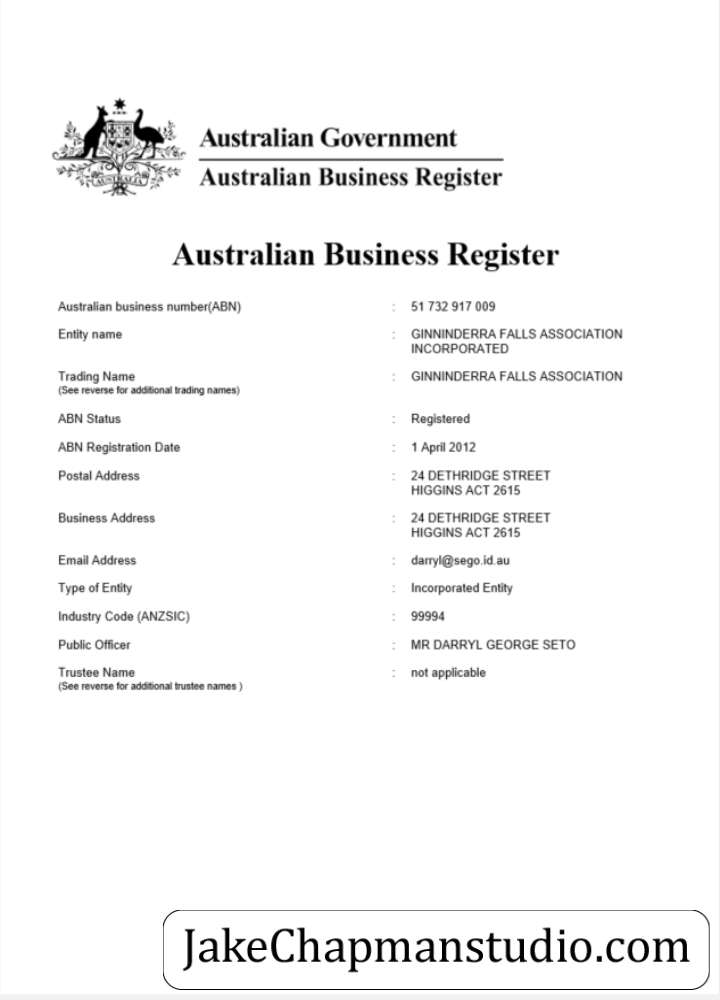 Australian Government
Australian Business Register
Australian Business Register
Australian business number(ABN) : 51 732 917 009
Entity name : GINNINDERRA FALLS ASSOCIATION
INCORPORATED
Trading Name : GINNINDERRA FALLS ASSOCIATION
(See reverse for additional trading names)
ABN Status : Registered
ABN Registration Date : 1 April 2012
Postal Address : 24 DETHRIDGE STREET
HIGGINS ACT 2615
Business Address : 24 DETHRIDGE STREET
HIGGINS ACT 2615
Email Address : darryl@sego.id.au
Type of Entity : Incorporated Entity
Industry Code (ANZSIC) : 99994
Public Officer : MR DARRYL GEORGE SETO
Trustee Name : not applicable
(See reverse for additional trustee names )
JakeChapmanstudio.com